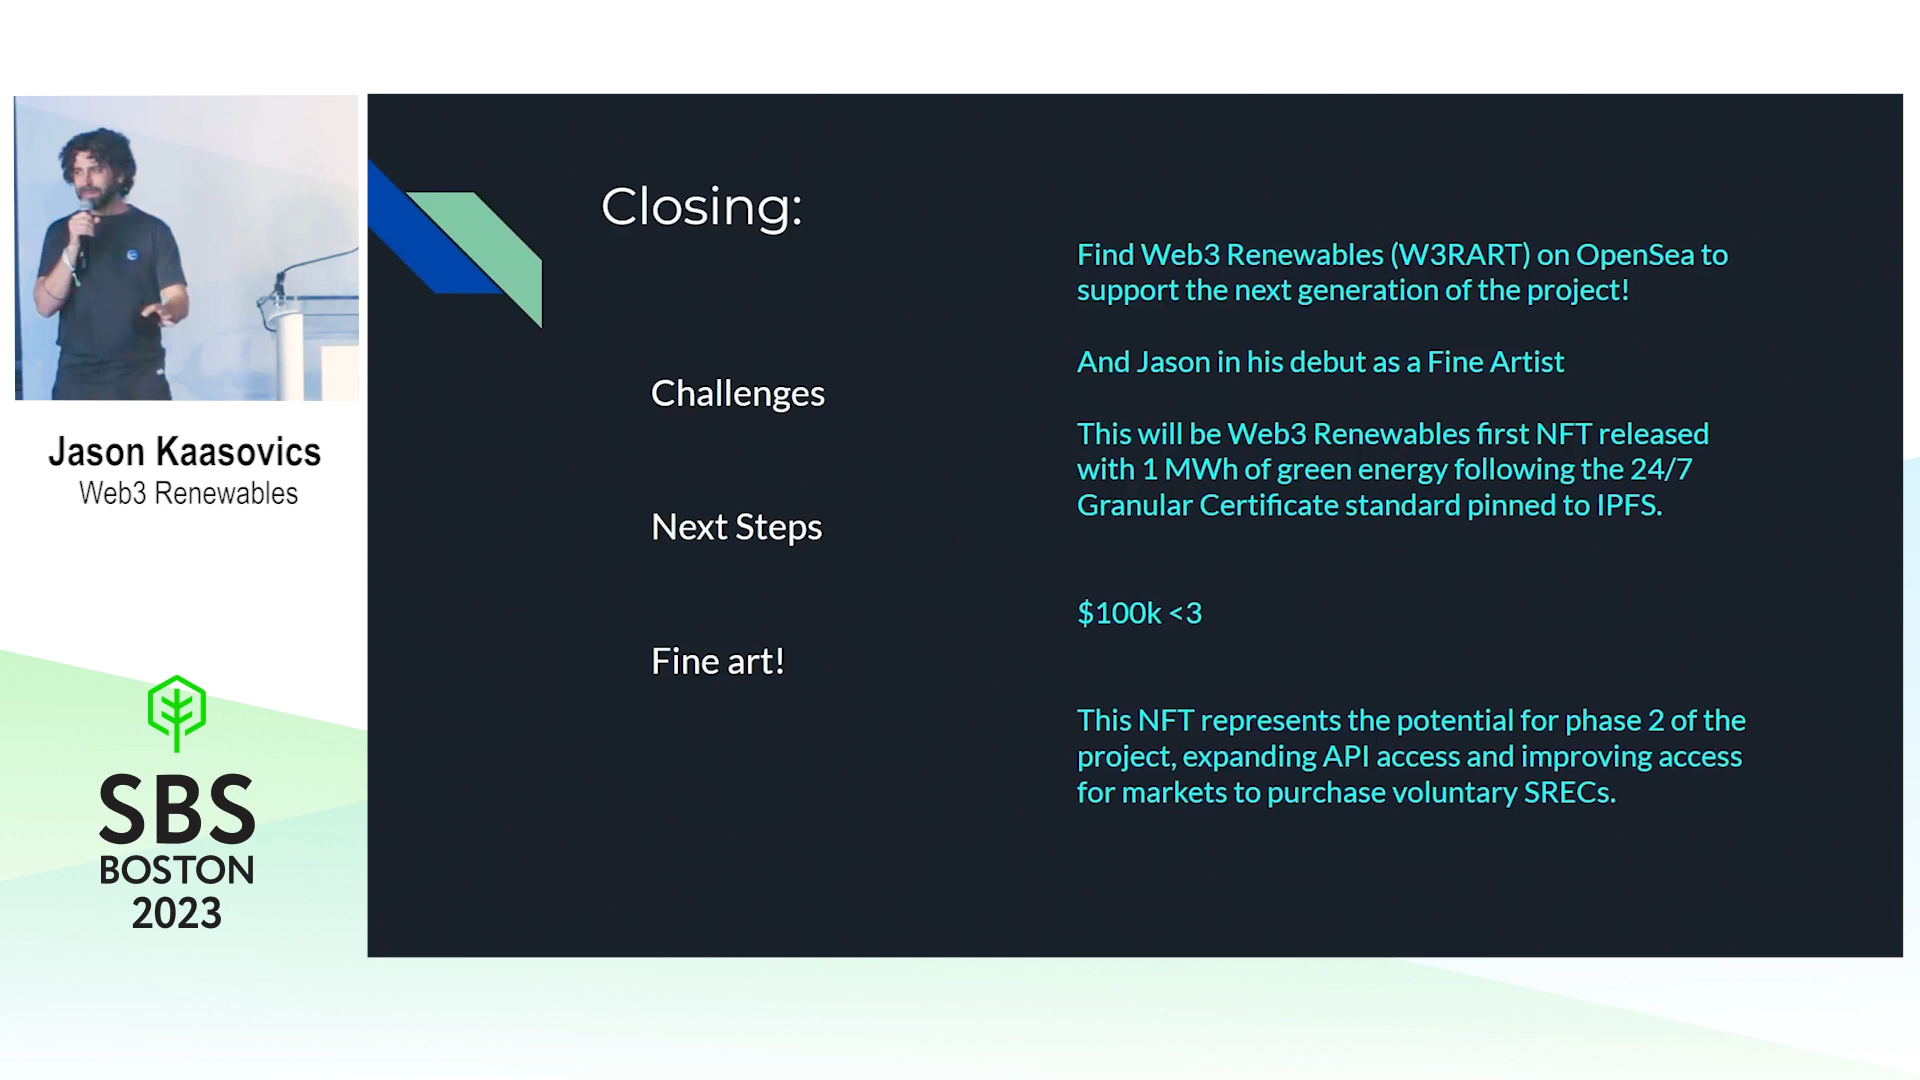 Closing:
Challenges
Next Steps
Fine art!
Find Web3 Renewables (W3RART) on OpenSea to
support the next generation of the project!
And Jason in his debut as a Fine Artist
This will be Web3 Renewables first NFT released
with 1 MWh of green energy following the 24/7
Granular Certificate standard pinned to IPFS.
$100k <3
This NFT represents the potential for phase 2 of the
project, expanding API access and improving access
for markets to purchase voluntary SRECs.
Jason Kaasovics
Web3 Renewables
SBS
BOSTON
2023